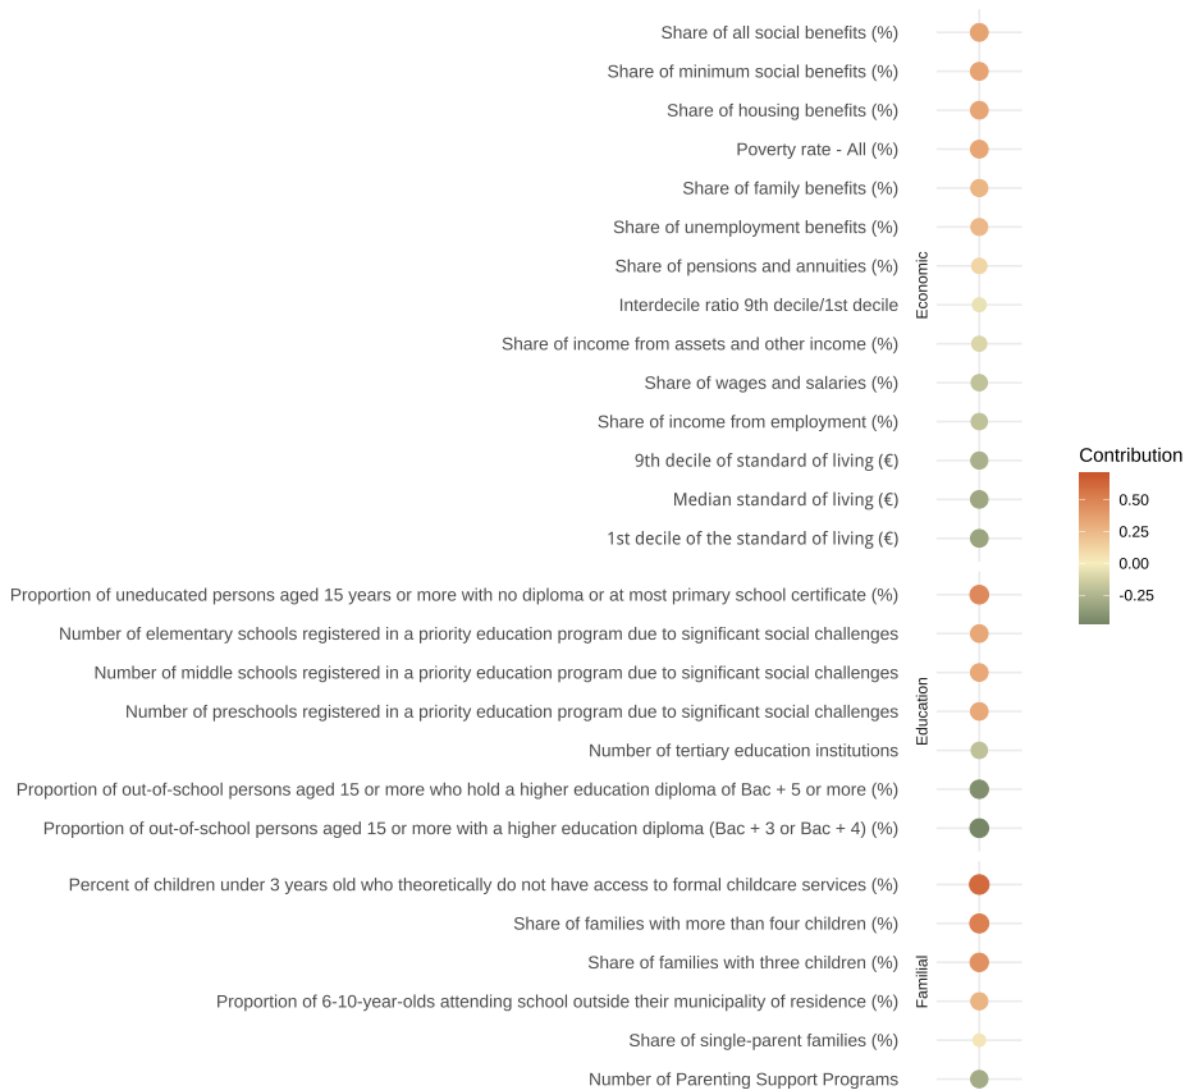 Share of all social benefits (%)
Share of minimum social benefits (%)
Share of housing benefits (%)
Poverty rate - All (%)
Share of family benefits (%)
Share of unemployment benefits (%)
Share of pensions and annuities (%)
Interdecile ratio 9th decile/1st decile
Share of income from assets and other income (%)
Share of wages and salaries (%)
Share of income from employment (%)
9th decile of standard of living (€)
Median standard of living (€)
1st decile of the standard of living (€)
Economic
Proportion of uneducated persons aged 15 years or more with no diploma or at most primary school certificate (%)
Number of elementary schools registered in a priority education program due to significant social challenges
Number of middle schools registered in a priority education program due to significant social challenges
Number of preschools registered in a priority education program due to significant social challenges
Number of tertiary education institutions
Proportion of out-of-school persons aged 15 or more who hold a higher education diploma of Bac + 5 or more (%)
Proportion of out-of-school persons aged 15 or more with a higher education diploma (Bac + 3 or Bac + 4) (%)
Education
Percent of children under 3 years old who theoretically do not have access to formal childcare services (%)
Share of families with more than four children (%)
Share of families with three children (%)
Proportion of 6-10-year-olds attending school outside their municipality of residence (%)
Share of single-parent families (%)
Number of Parenting Support Programs
Familial
Contribution
0.50
0.25
0.00
-0.25